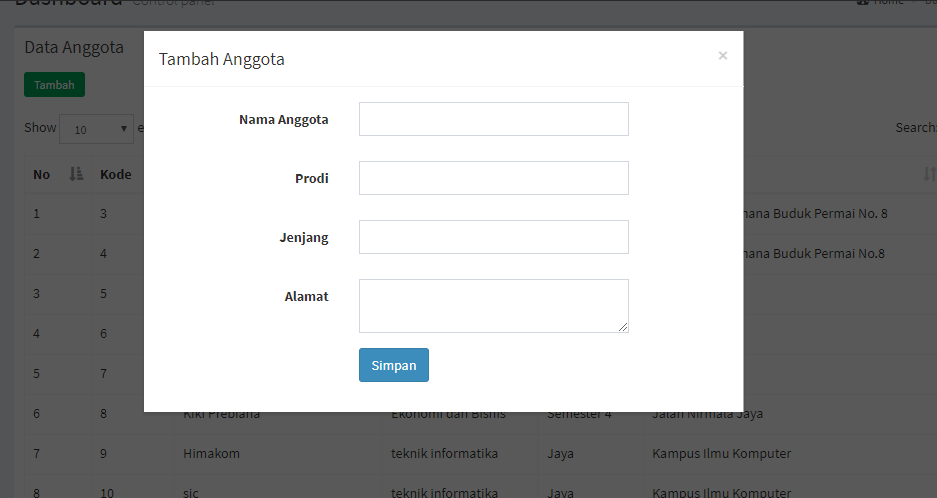 Dashboard Control panel
Home
Data Anggota
Tambah
Show 10 e
Search:
No Kode
1 3 nana Buduk Permai No. 8
2 4 nana Buduk Permai No.8
3 5
4 6
5 7
6 8 Kiki Prebiana Ekonomi dan Bisnis Semester 4 Jalan Nirmala Jaya
7 9 Himakom teknik informatika Jaya Kampus Ilmu Komputer
8 10 sic teknik informatika Jaya Kampus Ilmu Komputer
Tambah Anggota ×
Nama Anggota
Prodi
Jenjang
Alamat
Simpan